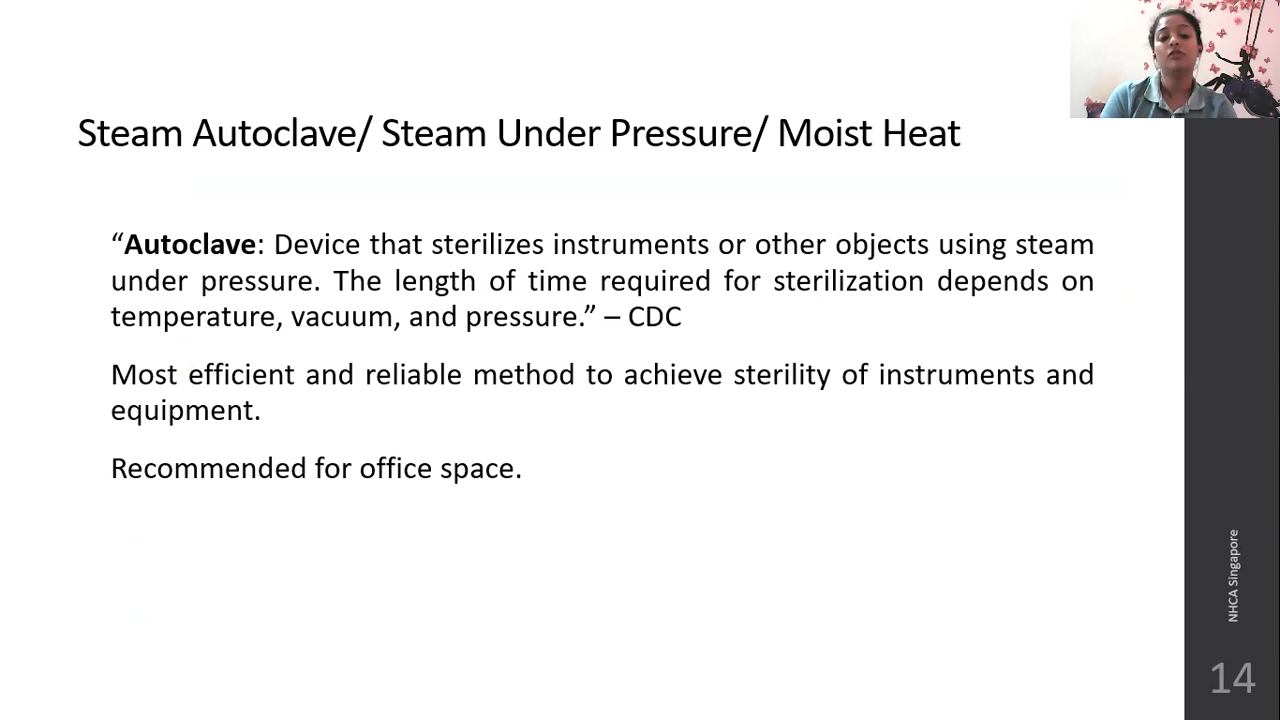 Steam Autoclave/ Steam Under Pressure/ Moist Heat
“Autoclave: Device that sterilizes instruments or other objects using steam
under pressure. The length of time required for sterilization depends on
temperature, vacuum, and pressure.” – CDC
Most efficient and reliable method to achieve sterility of instruments and
equipment.
Recommended for office space.
NHCA Singapore
14